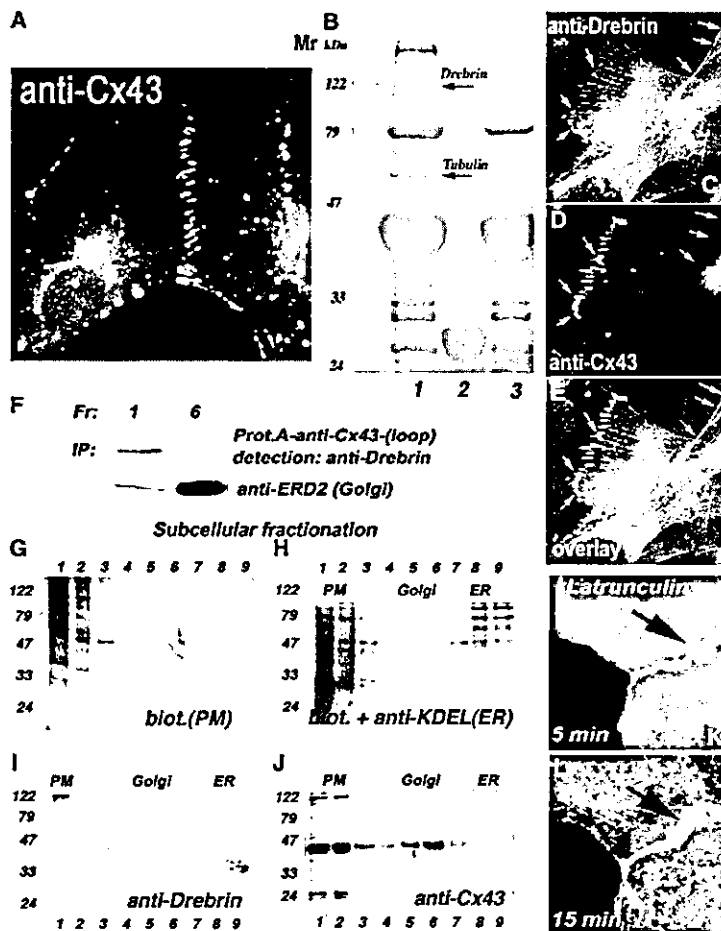 A
anti-Cx43
B
Mr kDa
122
Drebrin
79
Tubulin
47
33
24
1 2 3
anti-Drebrin
C
D
anti-Cx43
E
overlay
F
Fr: 1 6
IP: Prot.A-anti-Cx43-(loop)
detection: anti-Drebrin
anti-ERD2 (Golgi)
Subcellular fractionation
G
1 2 3 4 5 6 7 8 9
122
79
47
33
24
biot.(PM)
H
1 2 3 4 5 6 7 8 9
PM Golgi ER
122
79
47
33
24
biot. + anti-KDEL(ER)
I
PM Golgi ER
122
79
47
33
24
anti-Drebrin
1 2 3 4 5 6 7 8 9
J
PM Golgi ER
122
79
47
33
24
anti-Cx43
1 2 3 4 5 6 7 8 9
Latrunculin
5 min
K
15 min